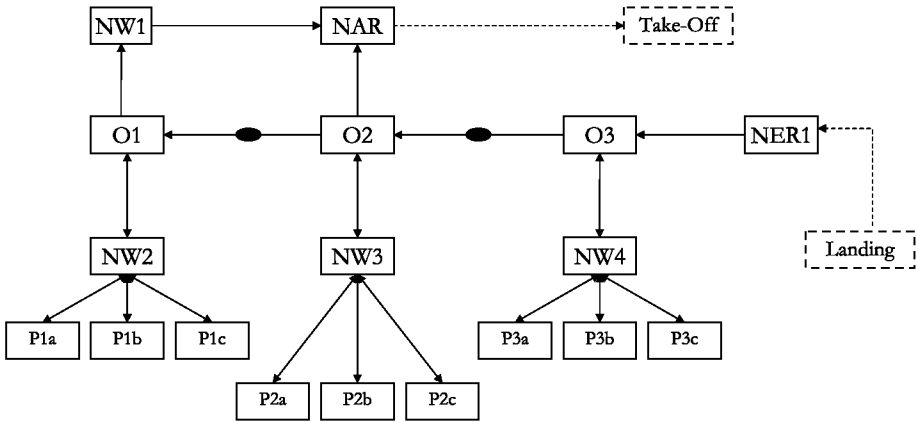 NW1 NAR Take-Off
O1 O2 O3 NER1
NW2 NW3 NW4 Landing
P1a P1b P1c P3a P3b P3c
P2a P2b P2c